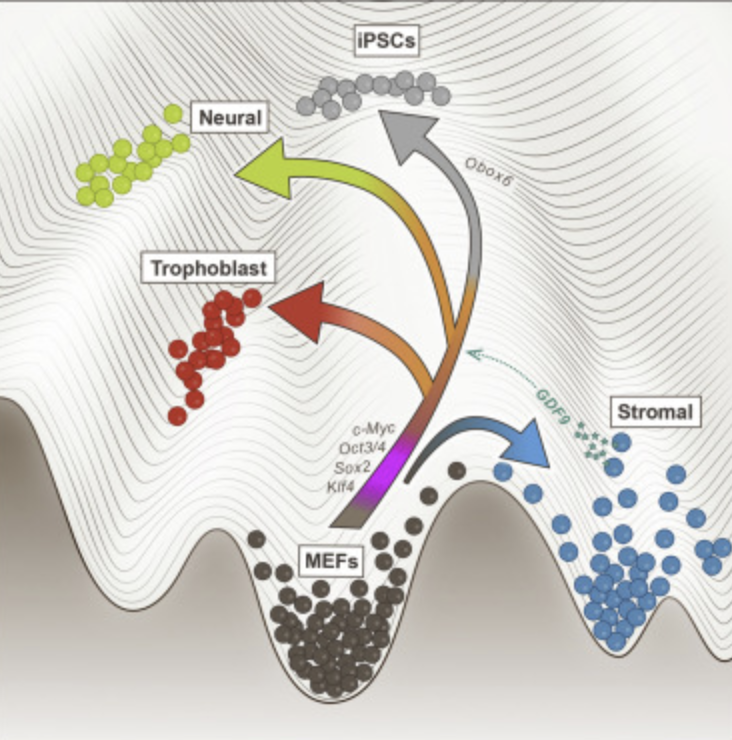 iPSCs
Neural
Obox6
Trophoblast
GDF9
Stromal
c-Myc
Oct3/4
Sox2
Klf4
MEFs